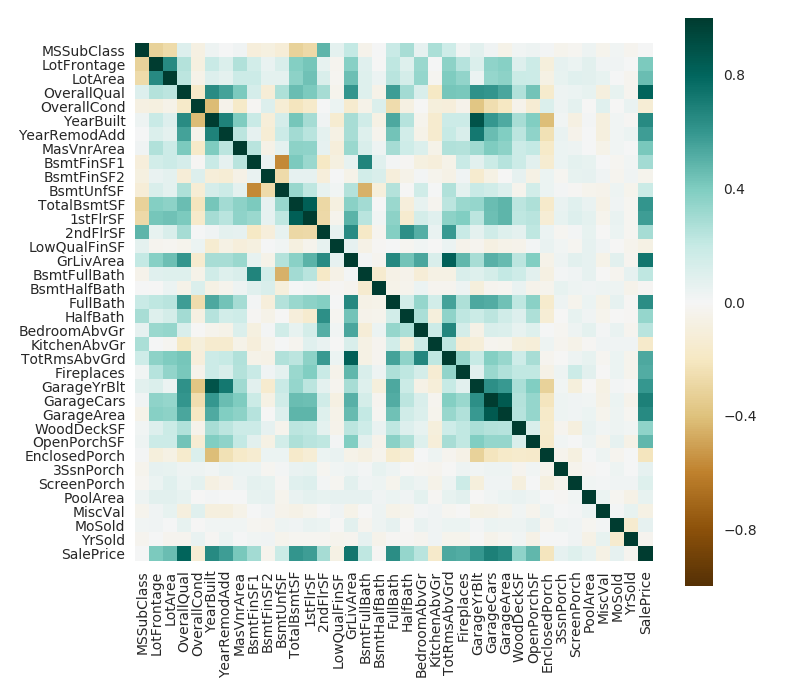 MSSubClass
LotFrontage
LotArea
OverallQual
OverallCond
YearBuilt
YearRemodAdd
MasVnrArea
BsmtFinSF1
BsmtFinSF2
BsmtUnfSF
TotalBsmtSF
1stFlrSF
2ndFlrSF
LowQualFinSF
GrLivArea
BsmtFullBath
BsmtHalfBath
FullBath
HalfBath
BedroomAbvGr
KitchenAbvGr
TotRmsAbvGrd
Fireplaces
GarageYrBlt
GarageCars
GarageArea
WoodDeckSF
OpenPorchSF
EnclosedPorch
3SsnPorch
ScreenPorch
PoolArea
MiscVal
MoSold
YrSold
SalePrice
MSSubClass
LotFrontage
LotArea
OverallQual
OverallCond
YearBuilt
YearRemodAdd
MasVnrArea
BsmtFinSF1
BsmtFinSF2
BsmtUnfSF
TotalBsmtSF
1stFlrSF
2ndFlrSF
LowQualFinSF
GrLivArea
BsmtFullBath
BsmtHalfBath
FullBath
HalfBath
BedroomAbvGr
KitchenAbvGr
TotRmsAbvGrd
Fireplaces
GarageYrBlt
GarageCars
GarageArea
WoodDeckSF
OpenPorchSF
EnclosedPorch
3SsnPorch
ScreenPorch
PoolArea
MiscVal
MoSold
YrSold
SalePrice
0.8
0.4
0.0
−0.4
−0.8